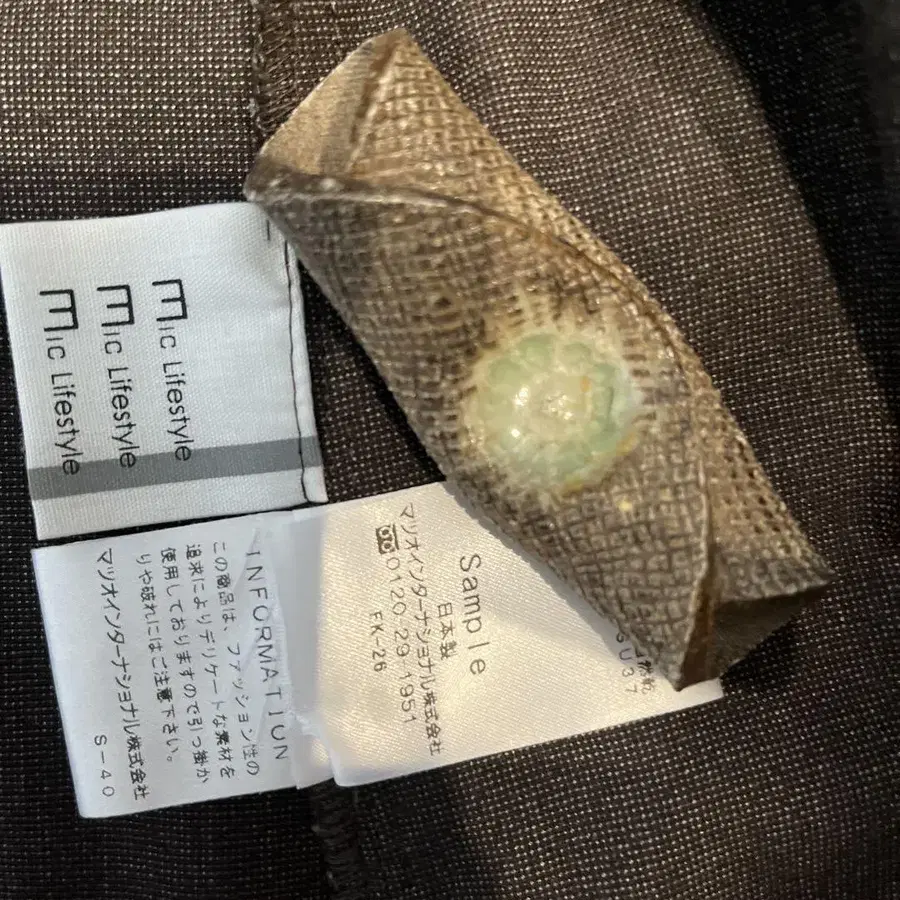 mic Lifestyle
mic Lifestyle
mic Lifestyle
INFORMATION
この商品は、ファッション性の
追求によりデリケートな素材を
使用しておりますので引っ掛か
りや破れにはご注意下さい。
マツオインターナショナル株式会社
S-40
Sample
日本製
マツオインターナショナル株式会社
0120-29-1951
FK-26